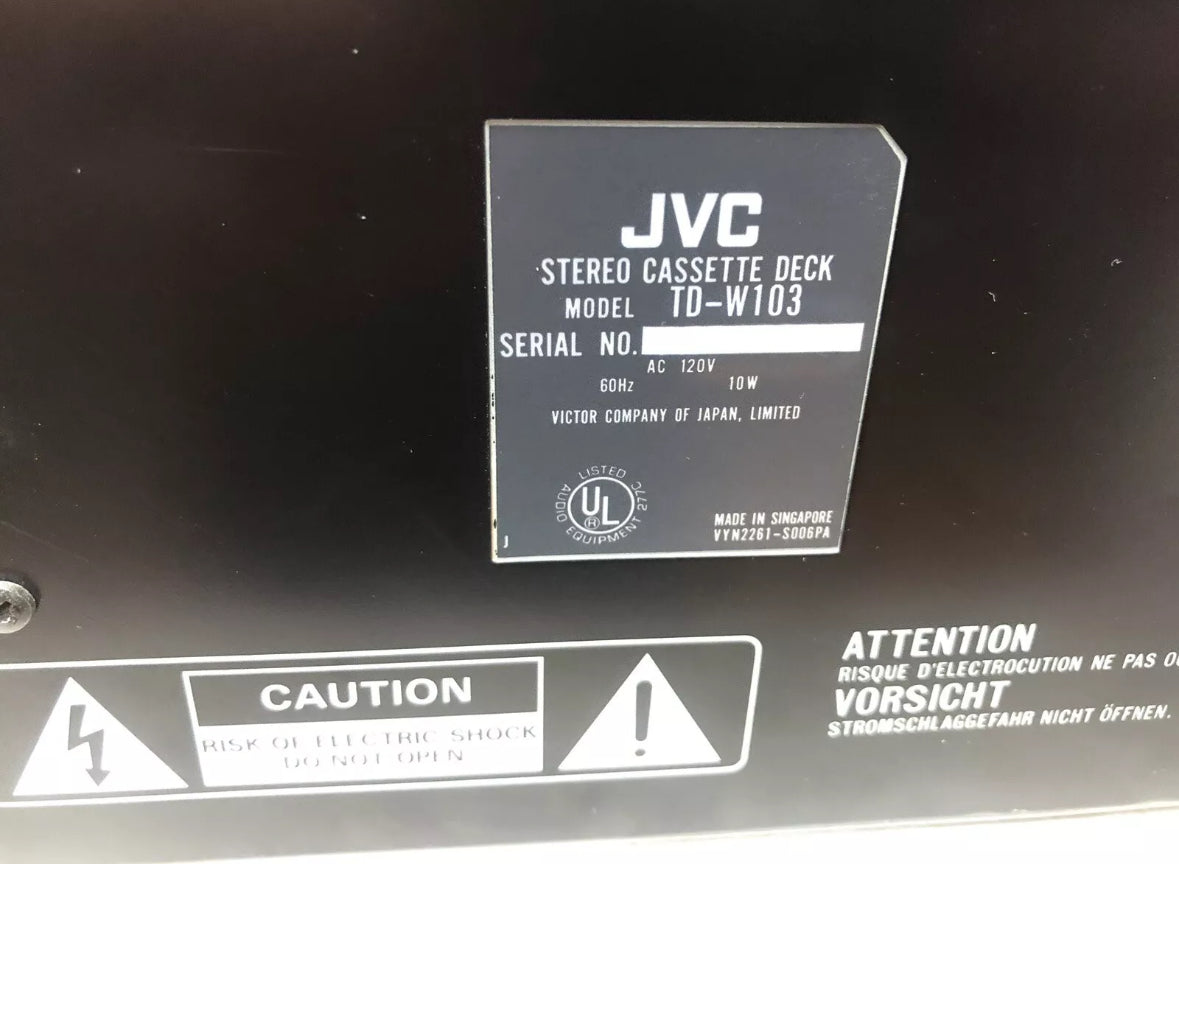 JVC
STEREO CASSETTE DECK
MODEL TD-W103
SERIAL NO.
AC 120V
60Hz 10W
VICTOR COMPANY OF JAPAN, LIMITED
LISTED
UL
®
AUDIO EQUIPMENT 277C
MADE IN SINGAPORE
VYN2261-S006PA
J
CAUTION
RISK OF ELECTRIC SHOCK
DO NOT OPEN
ATTENTION
RISQUE D'ELECTROCUTION NE PAS
VORSICHT
STROMSCHLAGGEFAHR NICHT ÖFFNEN.